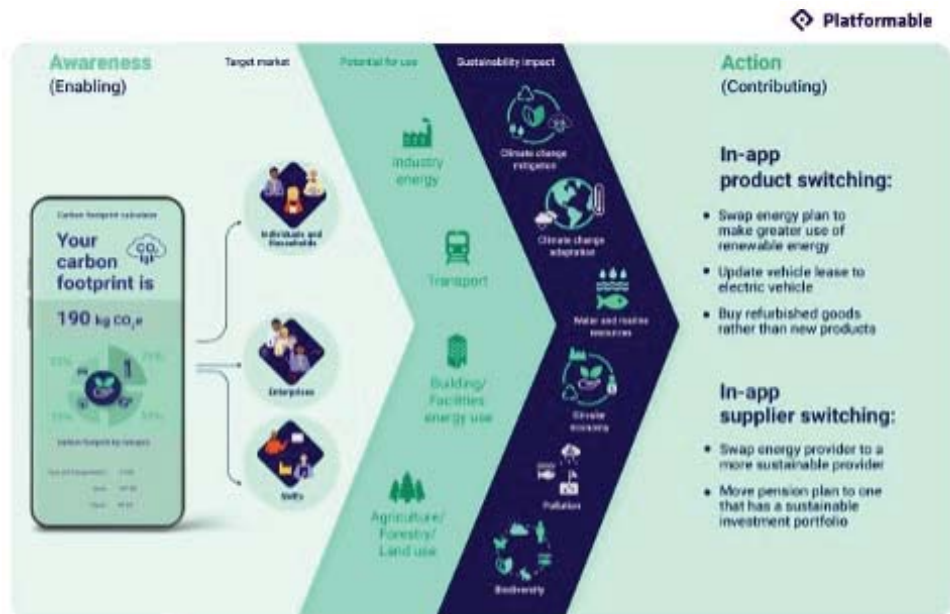 Platformable
Awareness
(Enabling)
Target market
Potential for use
Sustainability impact
Action
(Contributing)
Carbon footprint calculator
Your
carbon
footprint is
CO₂
190 kg CO₂e
Carbon footprint by category
Individuals and
Households
Enterprises
Industry
energy
Transport
Building/
Facilities
energy use
Agriculture/
Forestry/
Land use
Climate change
mitigation
Climate change
adaptation
Water and marine
resources
Circular
economy
Pollution
Biodiversity
In-app
product switching:
• Swap energy plan to
make greater use of
renewable energy
• Update vehicle lease to
electric vehicle
• Buy refurbished goods
rather than new products
In-app
supplier switching:
• Swap energy provider to a
more sustainable provider
• Move pension plan to one
that has a sustainable
investment portfolio